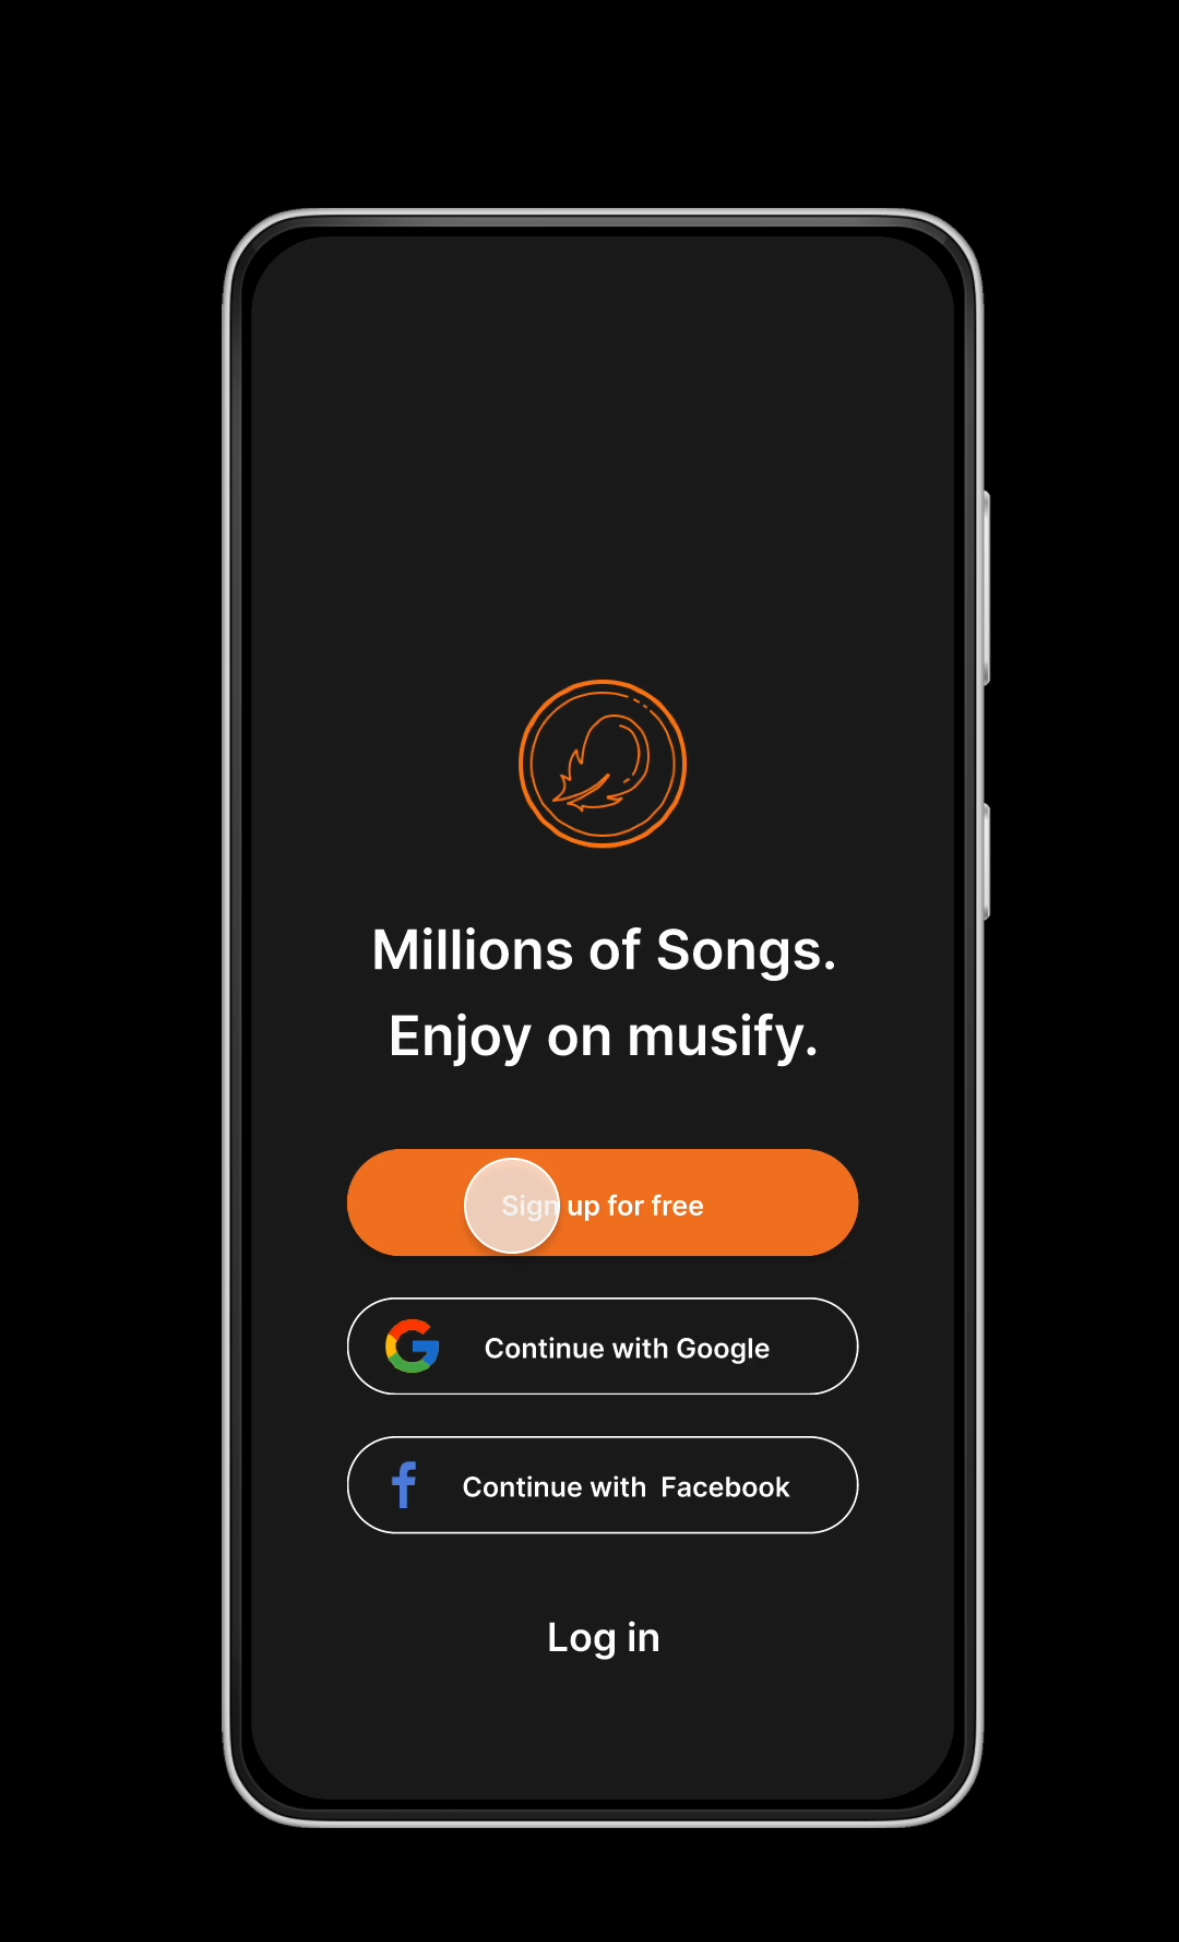 Millions of Songs.
Enjoy on musify.
Sign up for free
Continue with Google
Continue with  Facebook
Log in